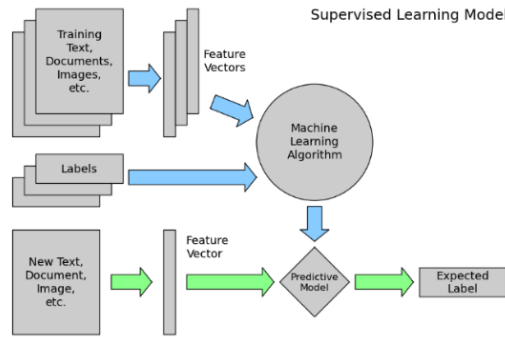 Supervised Learning Model
Training
Text,
Documents,
Images,
etc.
Feature
Vectors
Machine
Learning
Algorithm
Labels
New Text,
Document,
Image,
etc.
Feature
Vector
Predictive
Model
Expected
Label